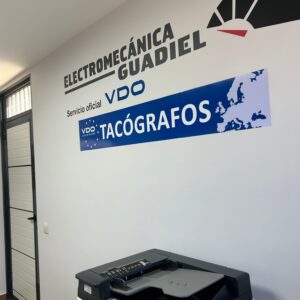 ELECTROMECÁNICA
GUADIEL
Servicio oficial VDO
VDO TACÓGRAFOS